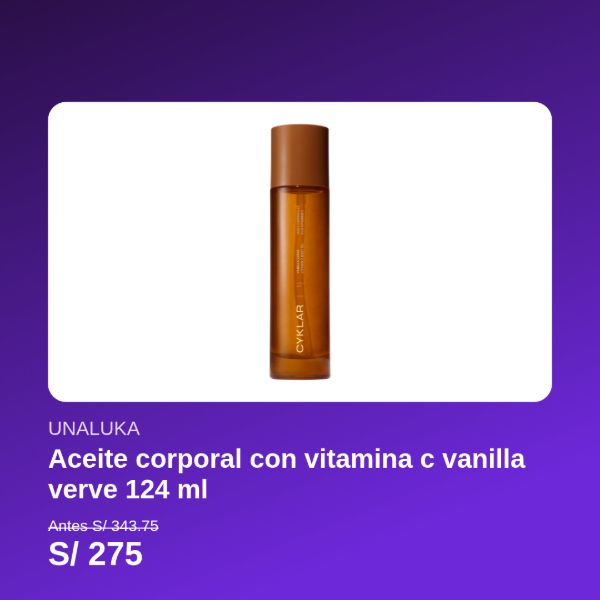 CYKLAR
UNALUKA
Aceite corporal con vitamina c vanilla
verve 124 ml
Antes S/ 343.75
S/ 275